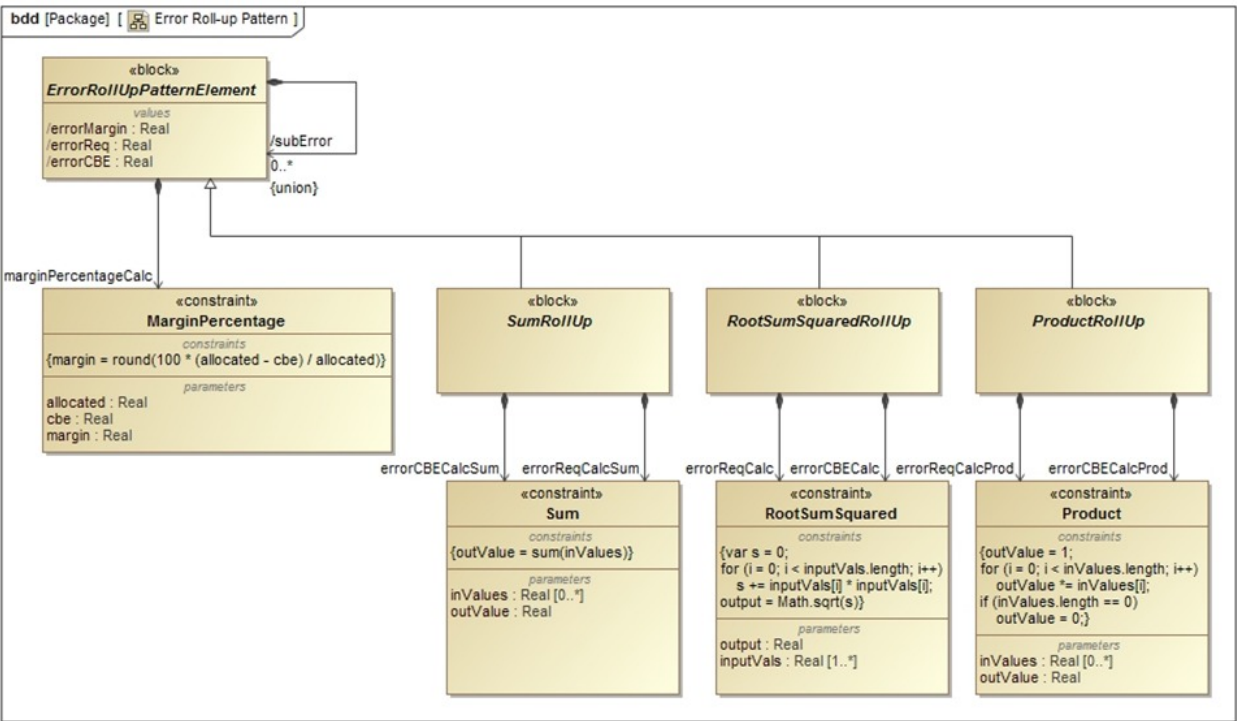 bdd [Package] [ Error Roll-up Pattern ]
«block»
ErrorRollUpPatternElement
values
/errorMargin : Real
/errorReq : Real
/errorCBE : Real
/subError
0..*
{union}
marginPercentageCalc
«constraint»
MarginPercentage
constraints
{margin = round(100 * (allocated - cbe) / allocated)}
parameters
allocated : Real
cbe : Real
margin : Real
«block»
SumRollUp
«block»
RootSumSquaredRollUp
«block»
ProductRollUp
errorCBECalcSum
errorReqCalcSum
errorReqCalc
errorCBECalc
errorReqCalcProd
errorCBECalcProd
«constraint»
Sum
constraints
{outValue = sum(inValues)}
parameters
inValues : Real [0..*]
outValue : Real
«constraint»
RootSumSquared
constraints
{var s = 0;
for (i = 0; i < inputVals.length; i++)
s += inputVals[i] * inputVals[i];
output = Math.sqrt(s)}
parameters
output : Real
inputVals : Real [1..*]
«constraint»
Product
constraints
{outValue = 1;
for (i = 0; i < inValues.length; i++)
outValue *= inValues[i];
if (inValues.length == 0)
outValue = 0;}
parameters
inValues : Real [0..*]
outValue : Real